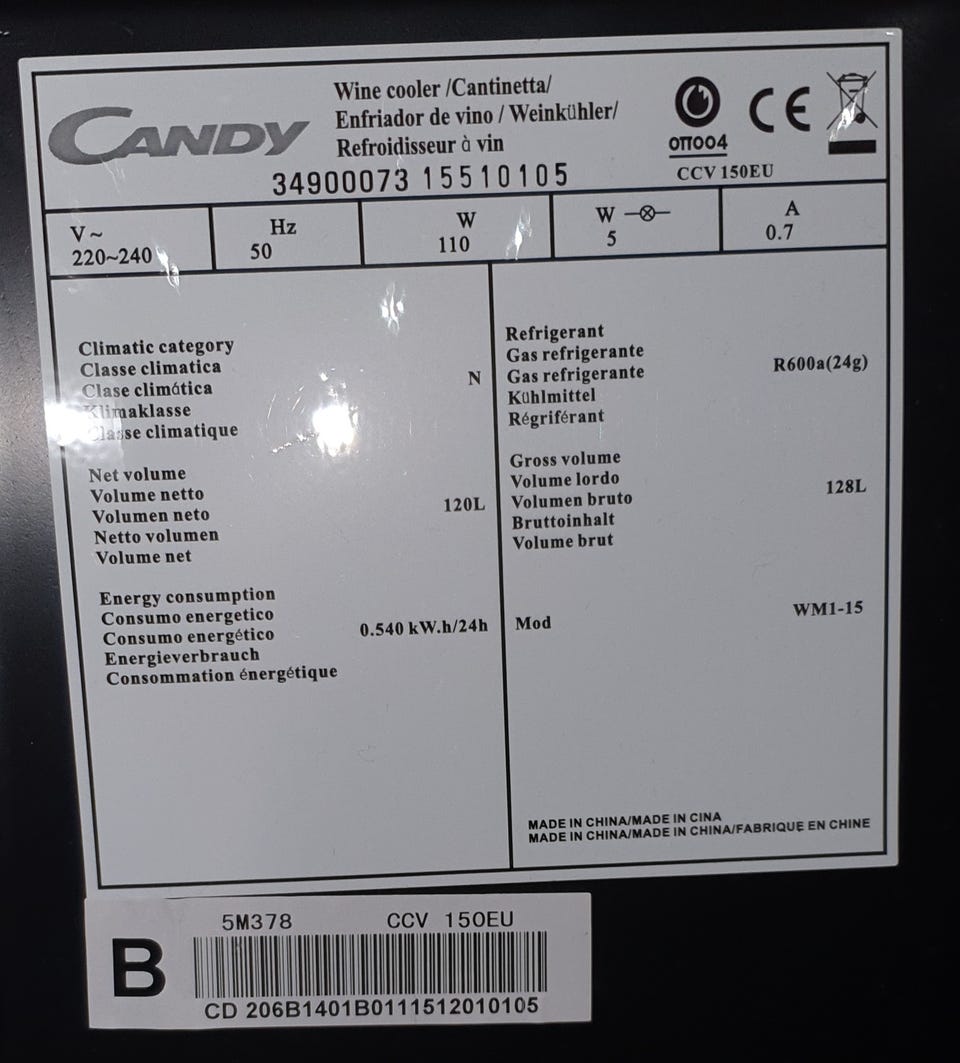 CANDY
Wine cooler /Cantinetta/
Enfriador de vino / Weinkühler/
Refroidisseur à vin
34900073 15510105
OTT004
CE
CCV 150EU
V~
220~240
Hz
50
W
110
W
5
A
0.7
Climatic category
Classe climatica
Clase climática
Klimaklasse
Classe climatique
N
Net volume
Volume netto
Volumen neto
Netto volumen
Volume net
120L
Energy consumption
Consumo energetico
Consumo energético
Energieverbrauch
Consommation énergétique
0.540 kW.h/24h
Refrigerant
Gas refrigerante
Gas refrigerante
Kühlmittel
Régriférant
R600a(24g)
Gross volume
Volume lordo
Volumen bruto
Bruttoinhalt
Volume brut
128L
Mod
WM1-15
MADE IN CHINA/MADE IN CINA
MADE IN CHINA/MADE IN CHINA/FABRIQUE EN CHINE
5M378 CCV 150EU
B
CD 206B1401B0111512010105